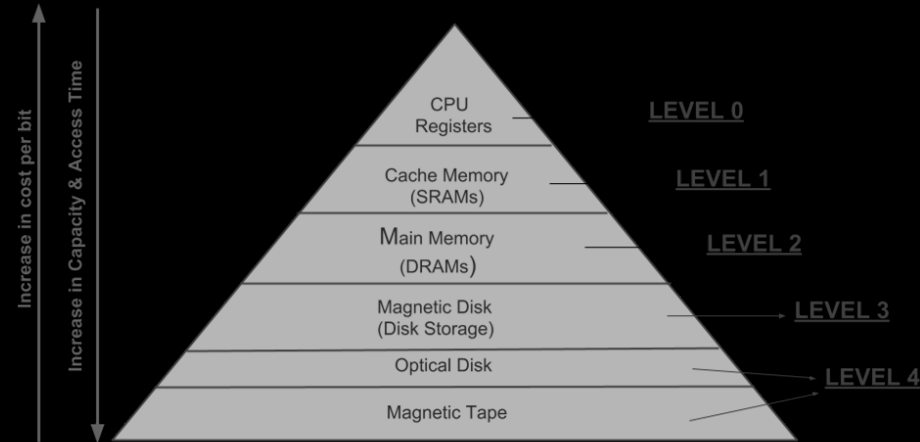 Increase in cost per bit
Increase in Capacity & Access Time
CPU
Registers
LEVEL 0
Cache Memory
(SRAMs)
LEVEL 1
Main Memory
(DRAMs)
LEVEL 2
Magnetic Disk
(Disk Storage)
LEVEL 3
Optical Disk
LEVEL 4
Magnetic Tape